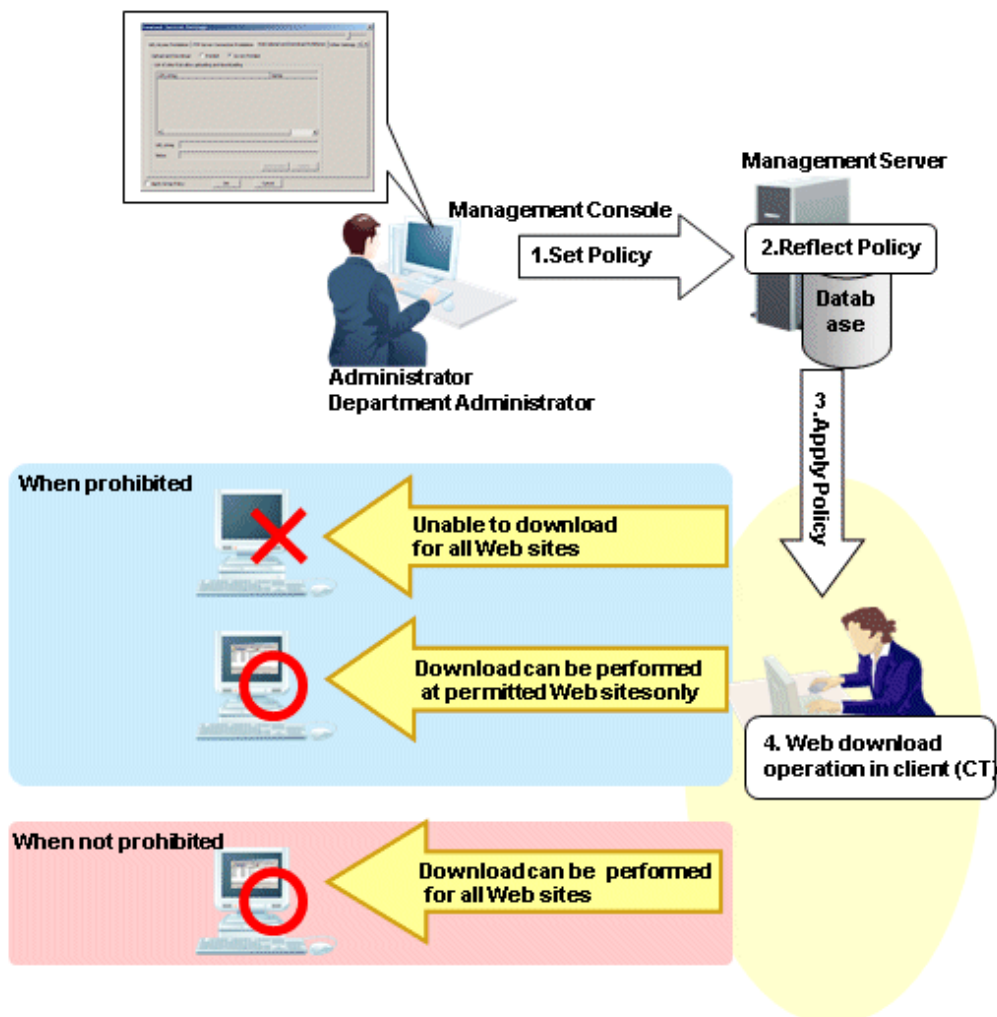 Management Server
Management Console
1.Set Policy
2.Reflect Policy
Datab
ase
Administrator
Department Administrator
3.Apply Policy
When prohibited
Unable to download
for all Web sites
Download can be performed
at permitted Web sitesonly
4. Web download
operation in client (CT)
When not prohibited
Download can be performed
for all Web sites